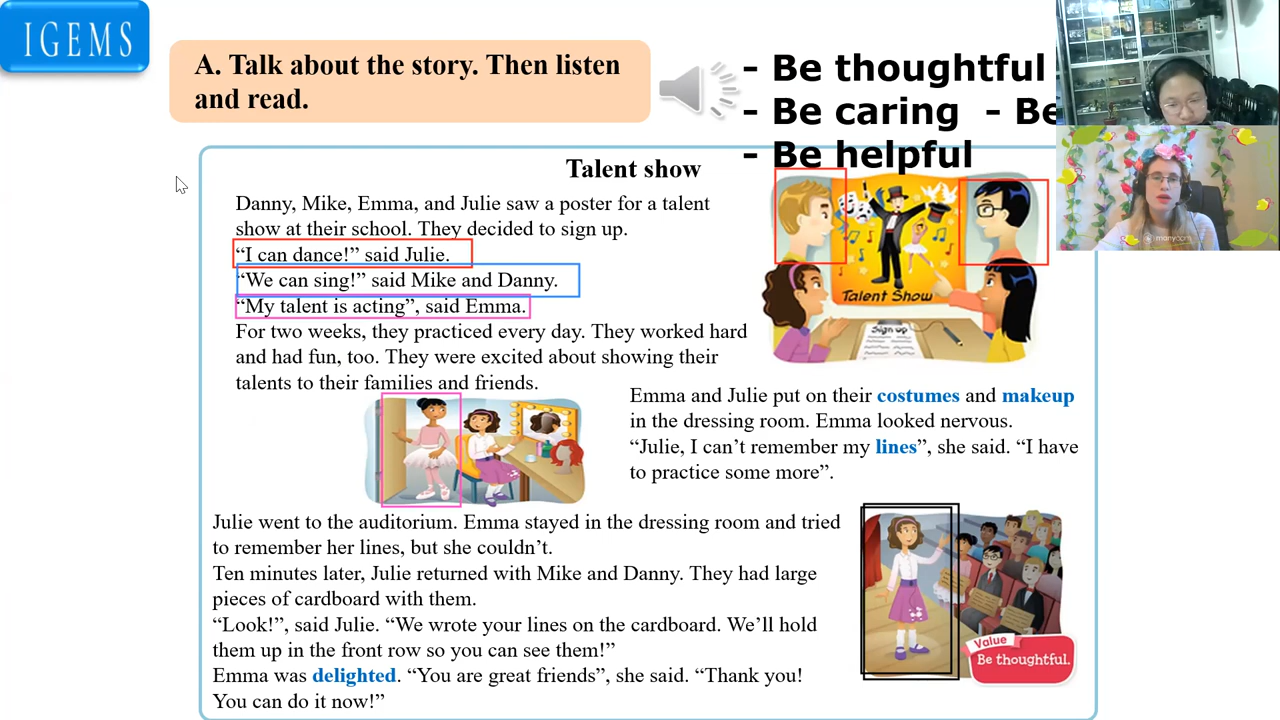 IGEMS
A. Talk about the story. Then listen
and read.
- Be thoughtful
- Be caring - Be
- Be helpful
Talent show
Danny, Mike, Emma, and Julie saw a poster for a talent
show at their school. They decided to sign up.
“I can dance!” said Julie.
“We can sing!” said Mike and Danny.
“My talent is acting”, said Emma.
For two weeks, they practiced every day. They worked hard
and had fun, too. They were excited about showing their
talents to their families and friends.
Talent Show
Sign up
Emma and Julie put on their costumes and makeup
in the dressing room. Emma looked nervous.
“Julie, I can’t remember my lines”, she said. “I have
to practice some more”.
Julie went to the auditorium. Emma stayed in the dressing room and tried
to remember her lines, but she couldn’t.
Ten minutes later, Julie returned with Mike and Danny. They had large
pieces of cardboard with them.
“Look!”, said Julie. “We wrote your lines on the cardboard. We’ll hold
them up in the front row so you can see them!”
Emma was delighted. “You are great friends”, she said. “Thank you!
You can do it now!”
Value
Be thoughtful.
manycam